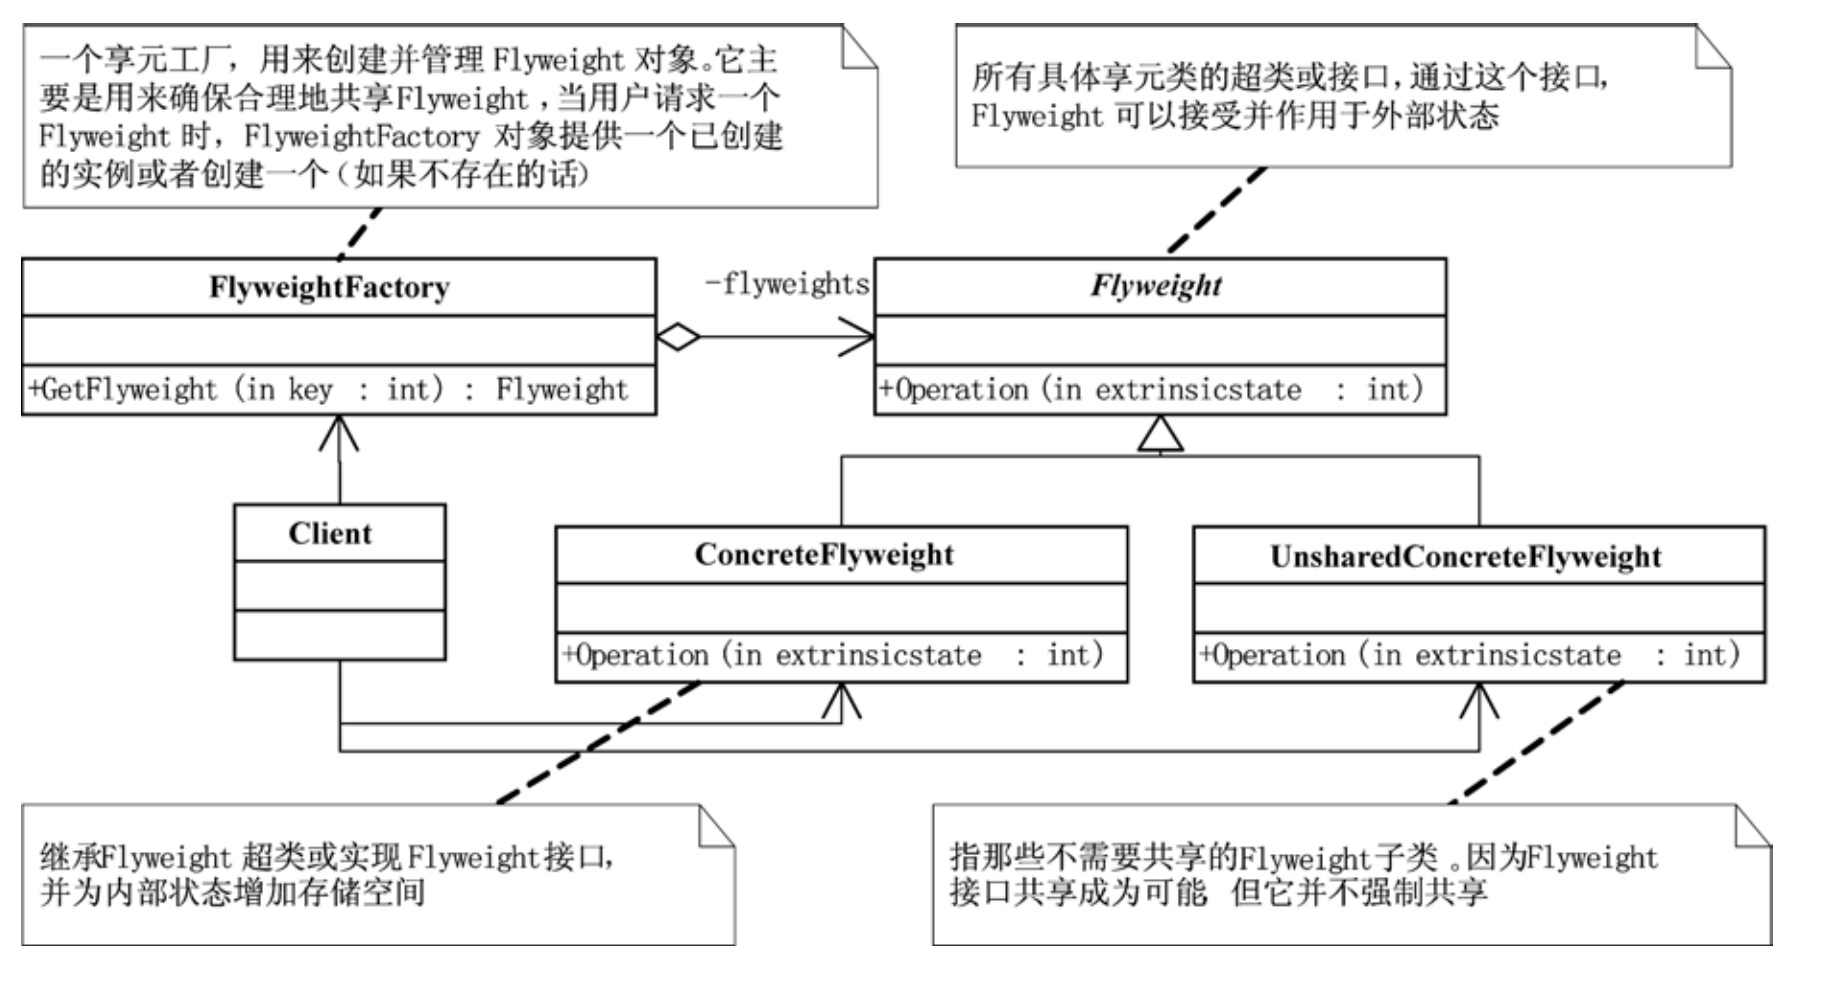 一个享元工厂，用来创建并管理 Flyweight 对象。它主
要是用来确保合理地共享Flyweight，当用户请求一个
Flyweight 时，FlyweightFactory 对象提供一个已创建
的实例或者创建一个（如果不存在的话）
所有具体享元类的超类或接口，通过这个接口，
Flyweight 可以接受并作用于外部状态
FlyweightFactory
+GetFlyweight (in key : int) : Flyweight
-flyweights
Flyweight
+Operation (in extrinsicstate : int)
Client
ConcreteFlyweight
+Operation (in extrinsicstate : int)
UnsharedConcreteFlyweight
+Operation (in extrinsicstate : int)
继承Flyweight 超类或实现 Flyweight接口，
并为内部状态增加存储空间
指那些不需要共享的Flyweight子类。因为Flyweight
接口共享成为可能 但它并不强制共享